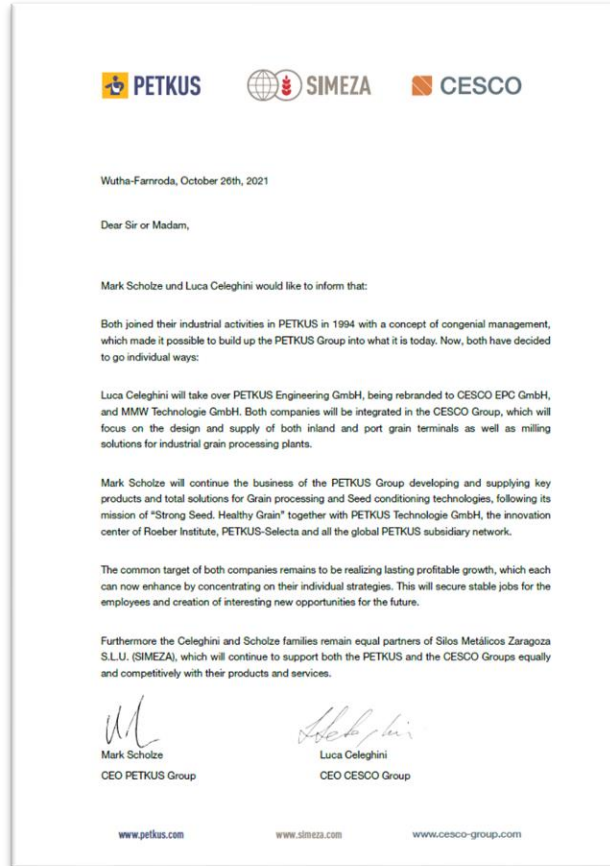 PETKUS SIMEZA CESCO
Wutha-Farnroda, October 26th, 2021
Dear Sir or Madam,
Mark Scholze und Luca Celeghini would like to inform that:
Both joined their industrial activities in PETKUS in 1994 with a concept of congenial management,
which made it possible to build up the PETKUS Group into what it is today. Now, both have decided
to go individual ways:
Luca Celeghini will take over PETKUS Engineering GmbH, being rebranded to CESCO EPC GmbH,
and MMW Technologie GmbH. Both companies will be integrated in the CESCO Group, which will
focus on the design and supply of both inland and port grain terminals as well as milling
solutions for industrial grain processing plants.
Mark Scholze will continue the business of the PETKUS Group developing and supplying key
products and total solutions for Grain processing and Seed conditioning technologies, following its
mission of “Strong Seed. Healthy Grain” together with PETKUS Technologie GmbH, the innovation
center of Roeber Institute, PETKUS-Selecta and all the global PETKUS subsidiary network.
The common target of both companies remains to be realizing lasting profitable growth, which each
can now enhance by concentrating on their individual strategies. This will secure stable jobs for the
employees and creation of interesting new opportunities for the future.
Furthermore the Celeghini and Scholze families remain equal partners of Silos Metálicos Zaragoza
S.L.U. (SIMEZA), which will continue to support both the PETKUS and the CESCO Groups equally
and competitively with their products and services.
Mark Scholze Luca Celeghini
CEO PETKUS Group CEO CESCO Group
www.petkus.com www.simeza.com www.cesco-group.com